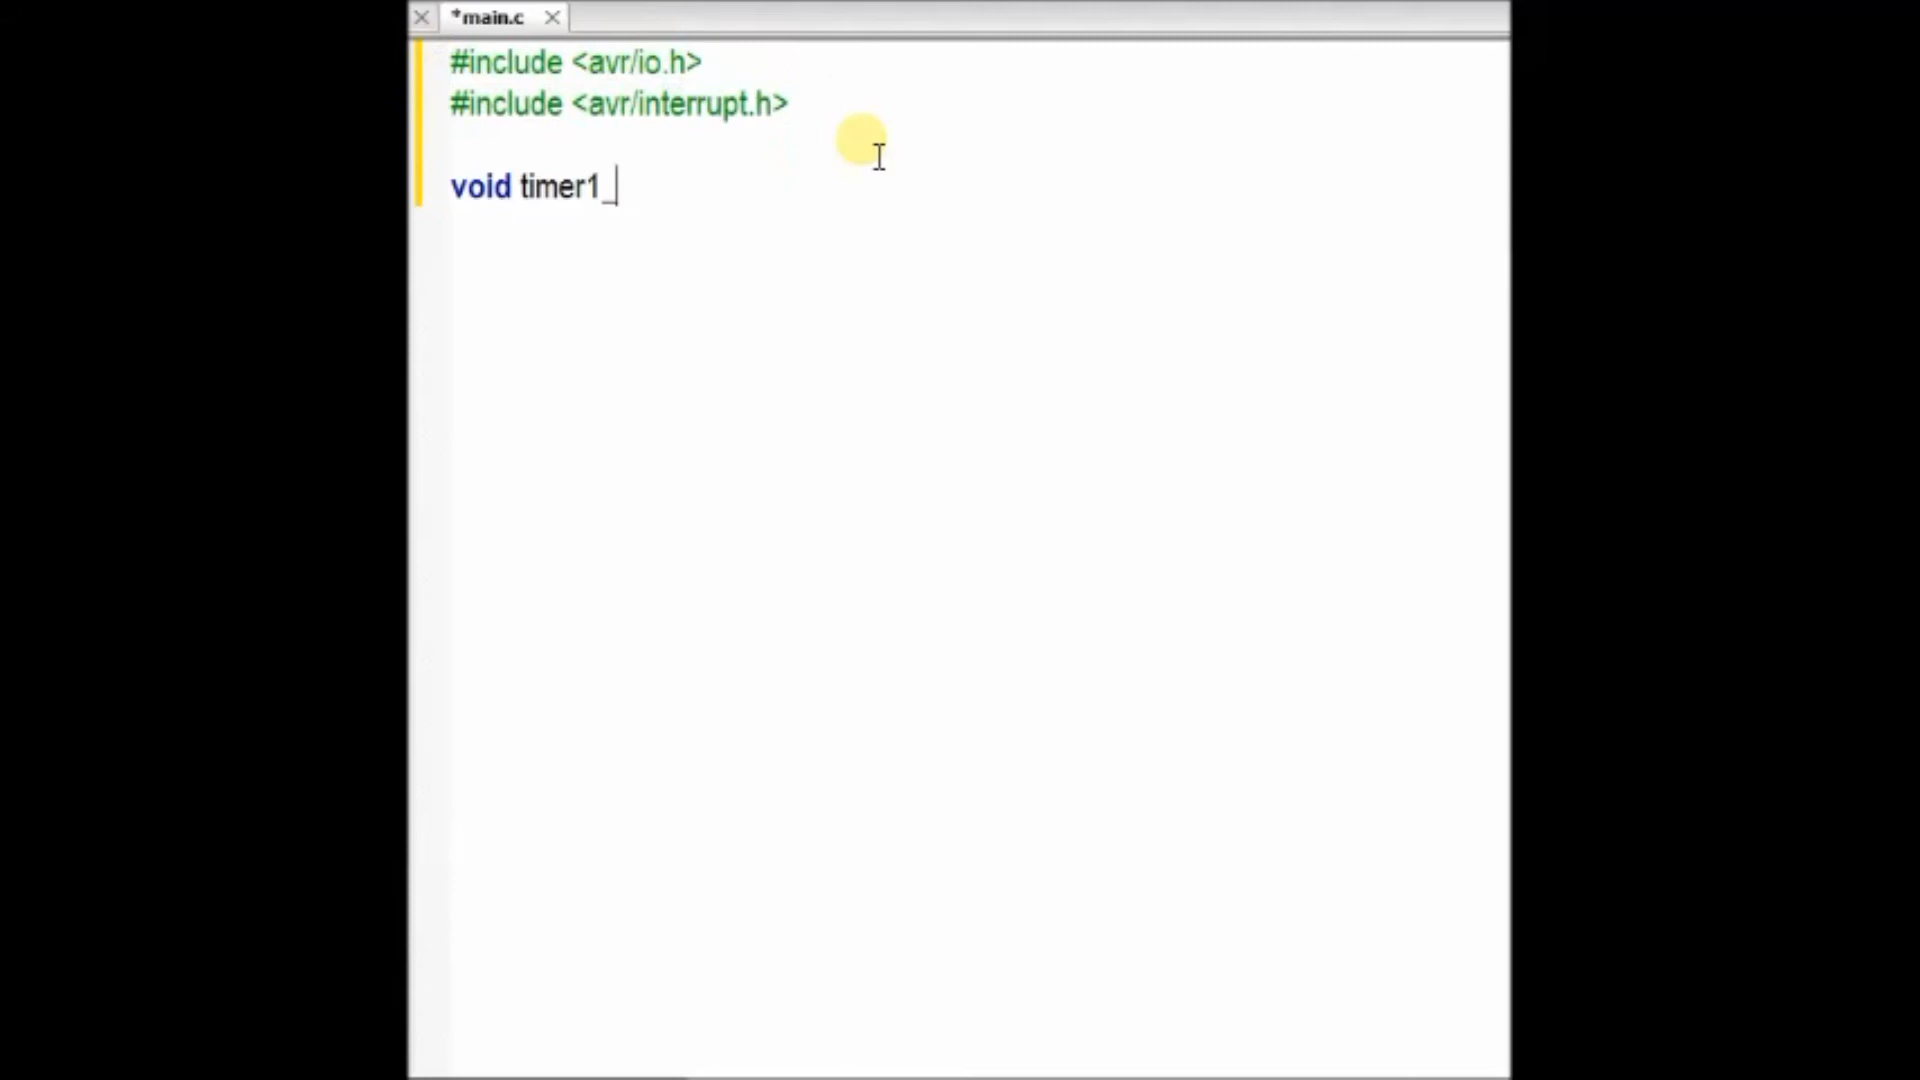 *main.c
#include <avr/io.h>
#include <avr/interrupt.h>
void timer1_